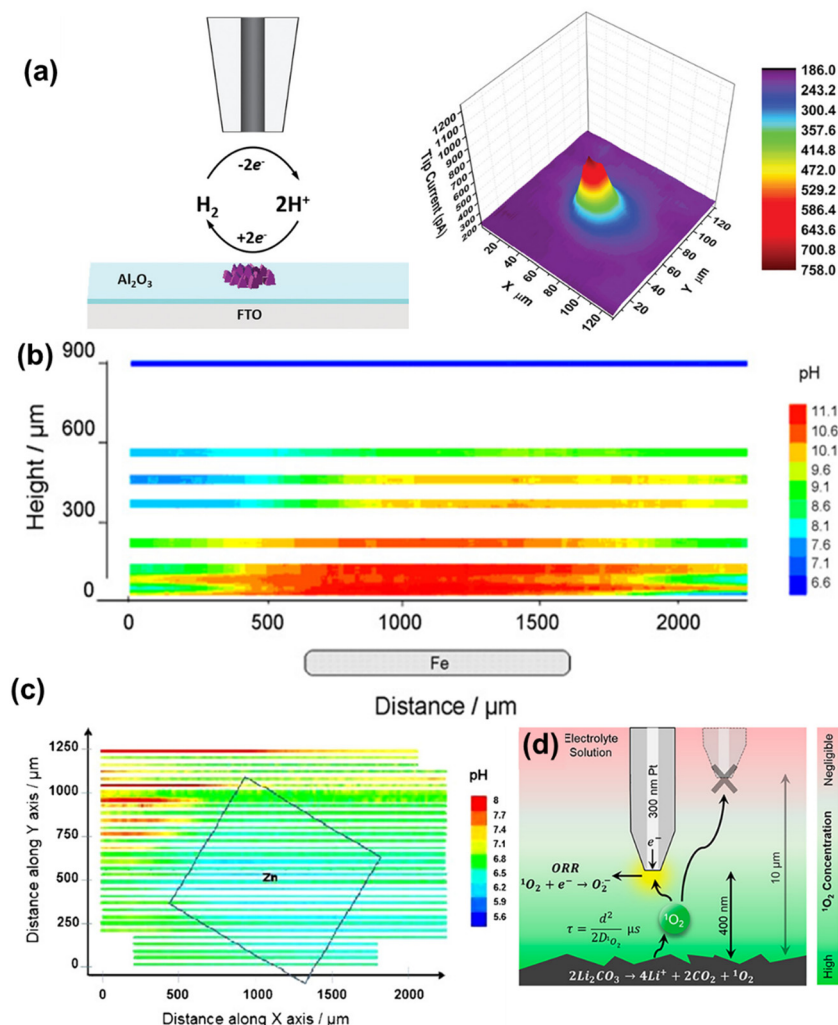 (a)
-2e⁻
H₂
2H⁺
+2e⁻
Al₂O₃
FTO
Tip Current (pA)
1200
1100
1000
900
800
700
600
500
400
300
200
20
40
60
80
100
120
X μm
20
40
60
80
100
120
Y μm
186.0
243.2
300.4
357.6
414.8
472.0
529.2
586.4
643.6
700.8
758.0
(b)
Height / μm
900
600
300
0
0
500
1000
1500
2000
pH
11.1
10.6
10.1
9.6
9.1
8.6
8.1
7.6
7.1
6.6
Fe
Distance / μm
(c)
Distance along Y axis / μm
1250
1000
750
500
250
0
Zn
0
500
1000
1500
2000
Distance along X axis / μm
pH
8
7.7
7.4
7.1
6.8
6.5
6.2
5.9
5.6
(d)
Electrolyte
Solution
300 nm Pt
e⁻
ORR
¹O₂ + e⁻ → O₂⁻
τ = d²/2D¹O₂ μs
¹O₂
400 nm
10 μm
2Li₂CO₃ → 4Li⁺ + 2CO₂ + ¹O₂
Negligible
¹O₂ Concentration
High